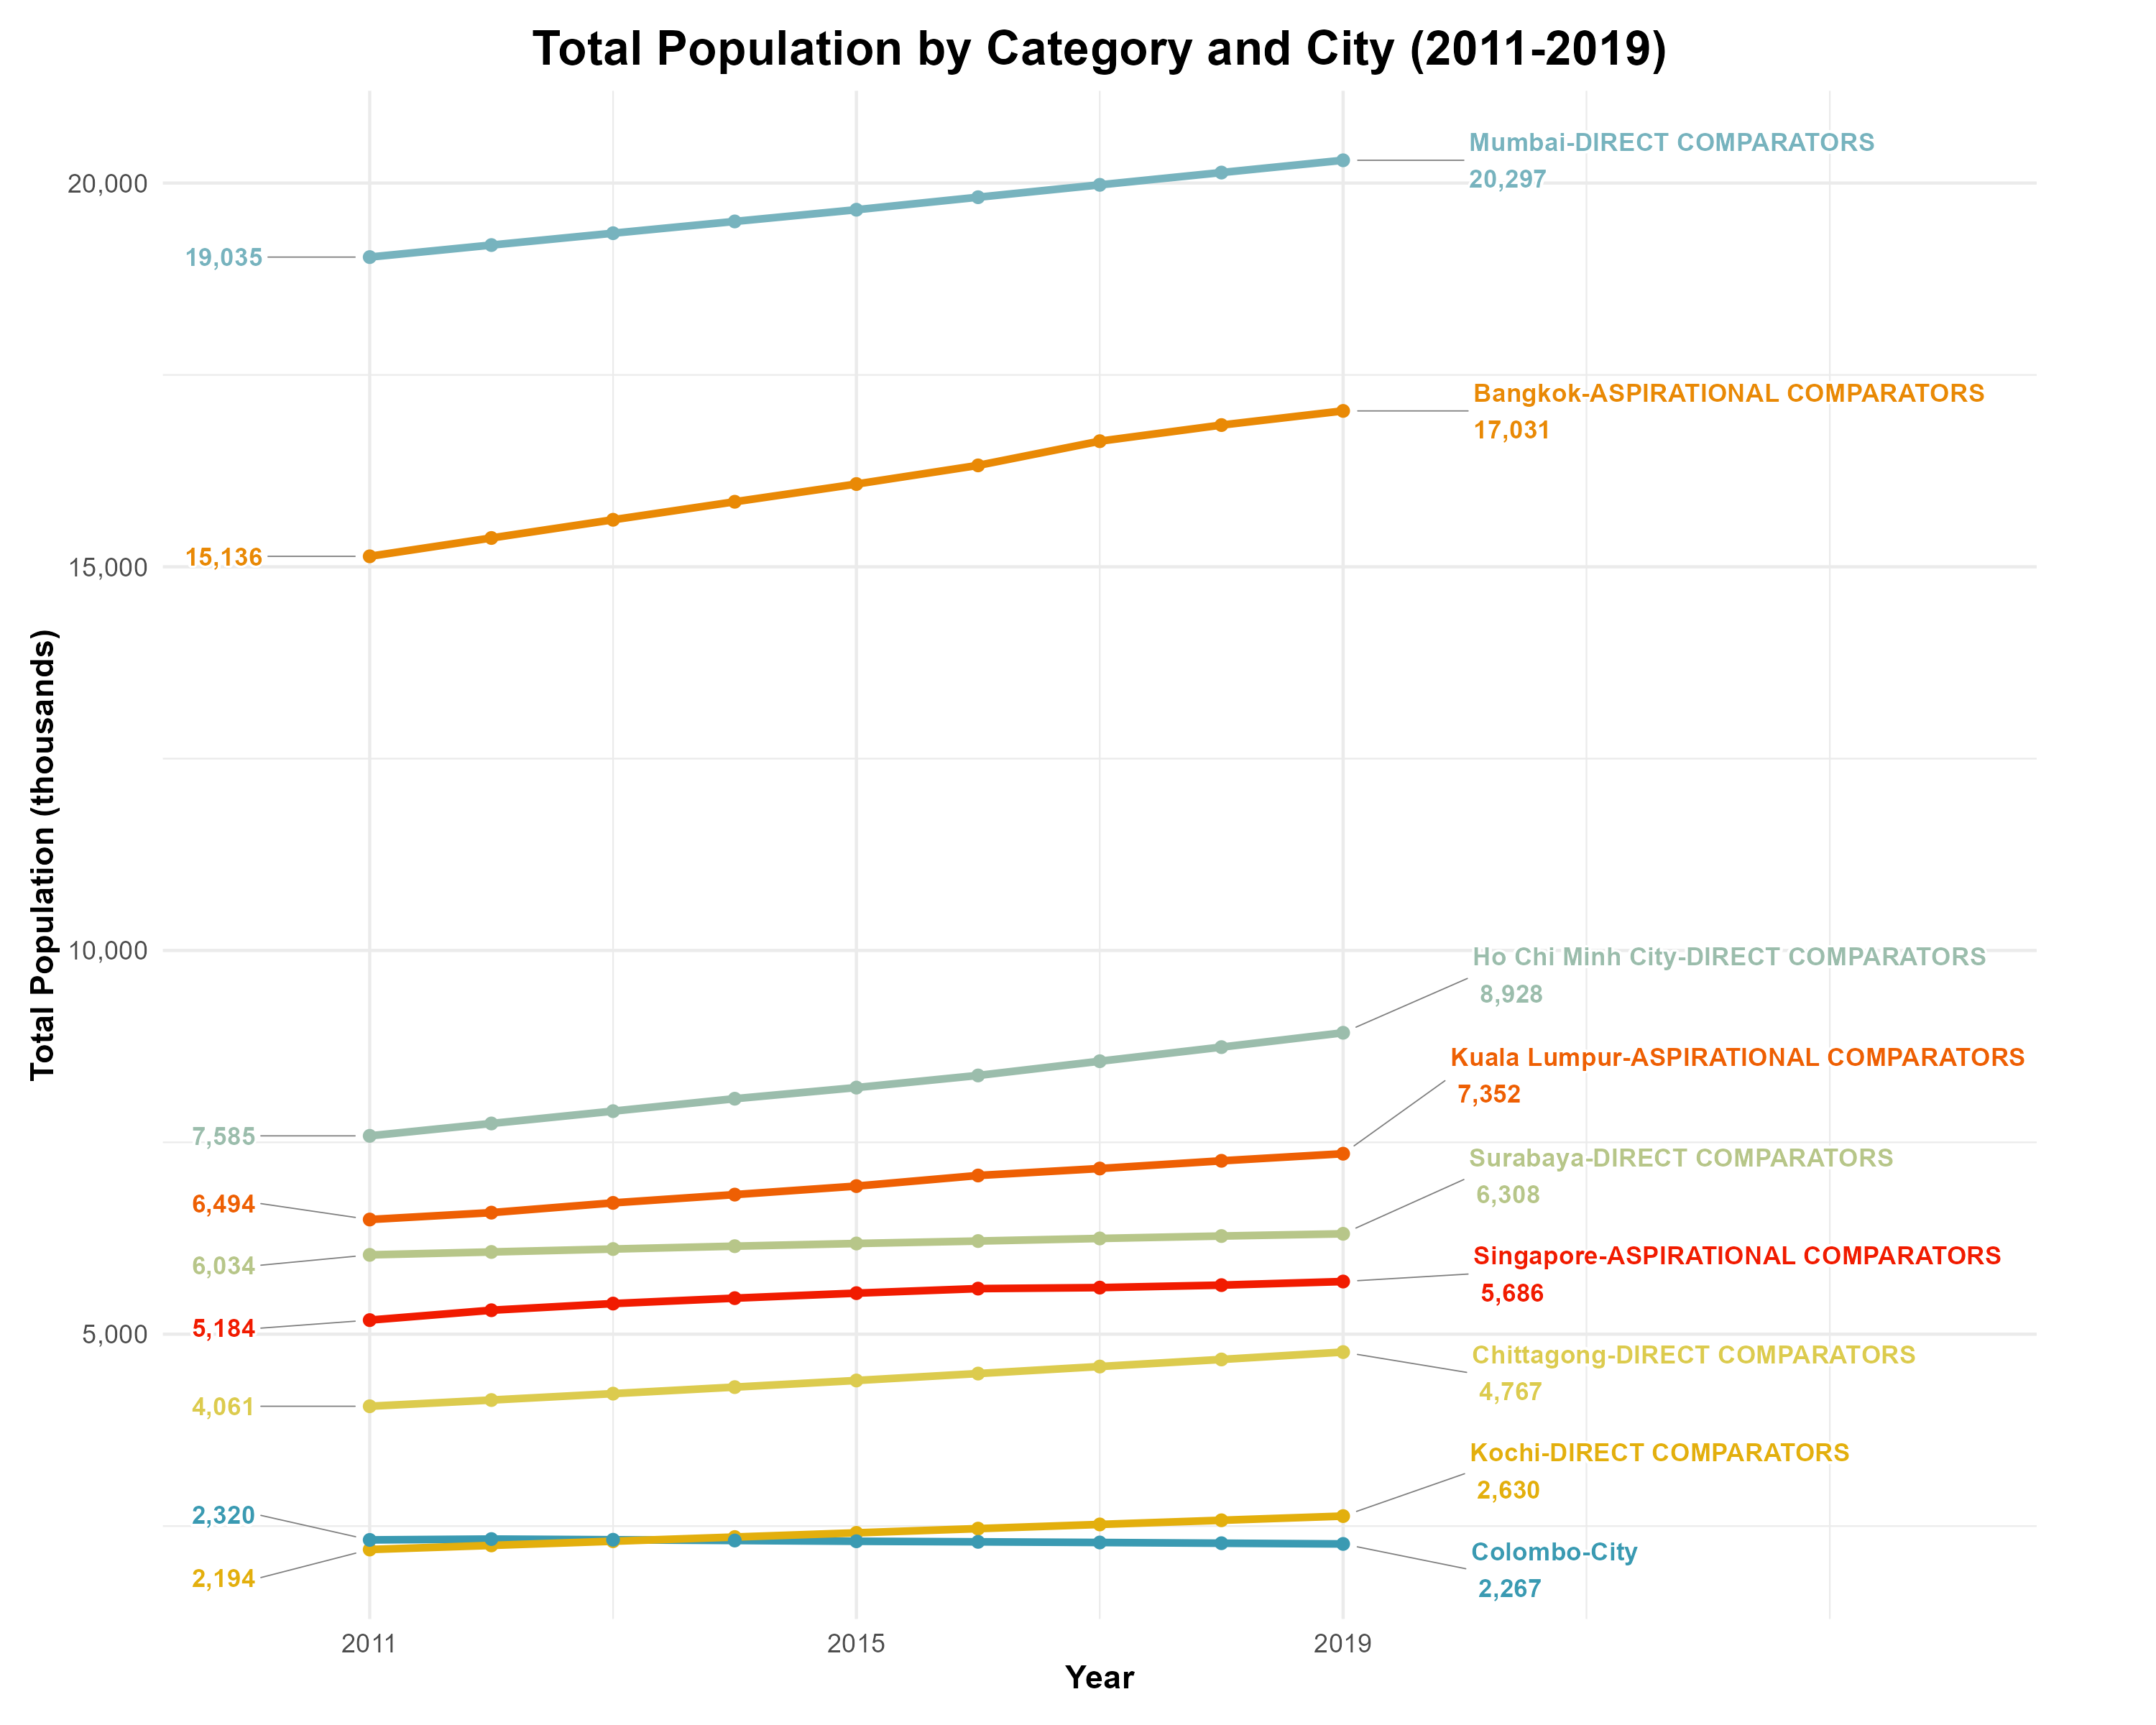 Total Population by Category and City (2011-2019)
Total Population (thousands)
20,000
15,000
10,000
5,000
19,035
15,136
7,585
6,494
6,034
5,184
4,061
2,320
2,194
Mumbai-DIRECT COMPARATORS
20,297
Bangkok-ASPIRATIONAL COMPARATORS
17,031
Ho Chi Minh City-DIRECT COMPARATORS
8,928
Kuala Lumpur-ASPIRATIONAL COMPARATORS
7,352
Surabaya-DIRECT COMPARATORS
6,308
Singapore-ASPIRATIONAL COMPARATORS
5,686
Chittagong-DIRECT COMPARATORS
4,767
Kochi-DIRECT COMPARATORS
2,630
Colombo-City
2,267
2011
2015
2019
Year